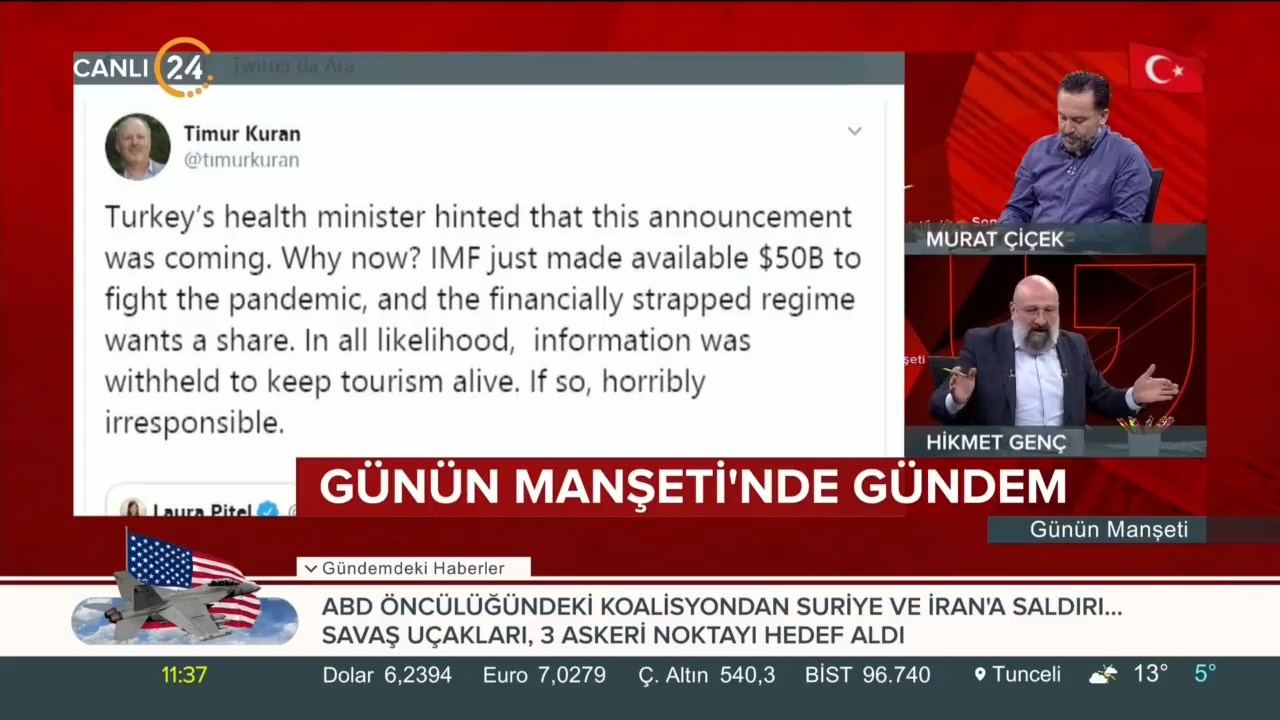 CANLI 24
Twitter'da Ara
Timur Kuran
@timurkuran
Turkey's health minister hinted that this announcement
was coming. Why now? IMF just made available $50B to
fight the pandemic, and the financially strapped regime
wants a share. In all likelihood, information was
withheld to keep tourism alive. If so, horribly
irresponsible.
Laura Pitel
MURAT ÇİÇEK
HİKMET GENÇ
GÜNÜN MANŞETİ'NDE GÜNDEM
Günün Manşeti
Gündemdeki Haberler
ABD ÖNCÜLÜĞÜNDEKİ KOALİSYONDAN SURİYE VE İRAN'A SALDIRI...
SAVAŞ UÇAKLARI, 3 ASKERİ NOKTAYI HEDEF ALDI
11:37 Dolar 6,2394 Euro 7,0279 Ç. Altın 540,3 BİST 96.740 Tunceli 13° 5°